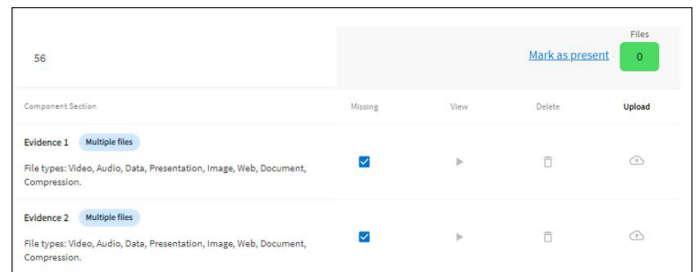 Files
56
Mark as present
0
Component Section Missing View Delete Upload
Evidence 1 Multiple files
File types: Video, Audio, Data, Presentation, Image, Web, Document,
Compression.
Evidence 2 Multiple files
File types: Video, Audio, Data, Presentation, Image, Web, Document,
Compression.